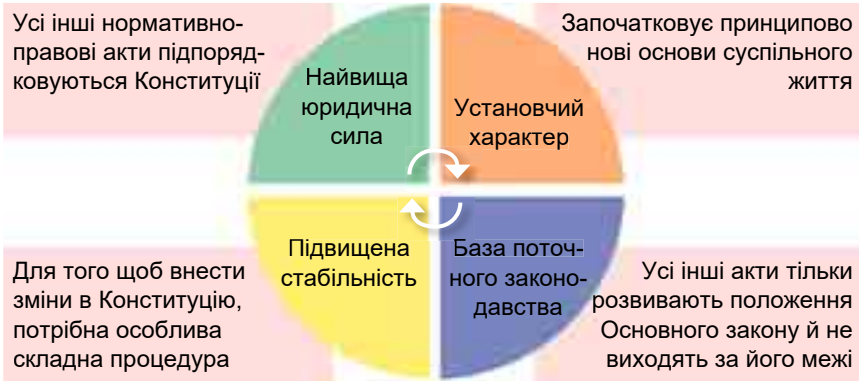 Усі інші нормативно-
правові акти підпоряд-
ковуються Конституції
Найвища
юридична
сила
Установчий
характер
Започатковує принципово
нові основи суспільного
життя
Для того щоб внести
зміни в Конституцію,
потрібна особлива
складна процедура
Підвищена
стабільність
База поточ-
ного законо-
давства
Усі інші акти тільки
розвивають положення
Основного закону й не
виходять за його межі